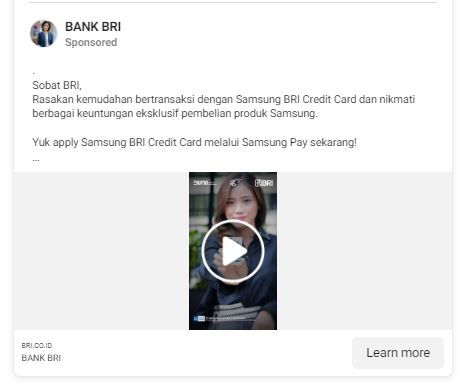 BANK BRI
Sponsored
.
Sobat BRI,
Rasakan kemudahan bertransaksi dengan Samsung BRI Credit Card dan nikmati
berbagai keuntungan eksklusif pembelian produk Samsung.
Yuk apply Samsung BRI Credit Card melalui Samsung Pay sekarang!
...
BUMN
BRI
BRI.CO.ID
BANK BRI
Learn more